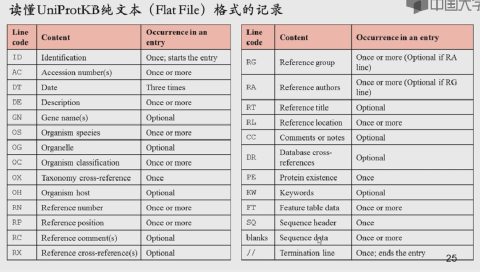 读懂UniProtKB纯文本（Flat File）格式的记录
中国大学
Line code Content Occurrence in an entry
ID Identification Once; starts the entry
AC Accession number(s) Once or more
DT Date Three times
DE Description Once or more
GN Gene name(s) Optional
OS Organism species Once or more
OG Organelle Optional
OC Organism classification Once or more
OX Taxonomy cross-reference Once
OH Organism host Optional
RN Reference number Once or more
RP Reference position Once or more
RC Reference comment(s) Optional
RX Reference cross-reference(s) Optional
Line code Content Occurrence in an entry
RG Reference group Once or more (Optional if RA line)
RA Reference authors Once or more (Optional if RG line)
RT Reference title Optional
RL Reference location Once or more
CC Comments or notes Optional
DR Database cross-references Optional
PE Protein existence Once
KW Keywords Optional
FT Feature table data Once or more
SQ Sequence header Once
blanks Sequence data Once or more
// Termination line Once; ends the entry
25